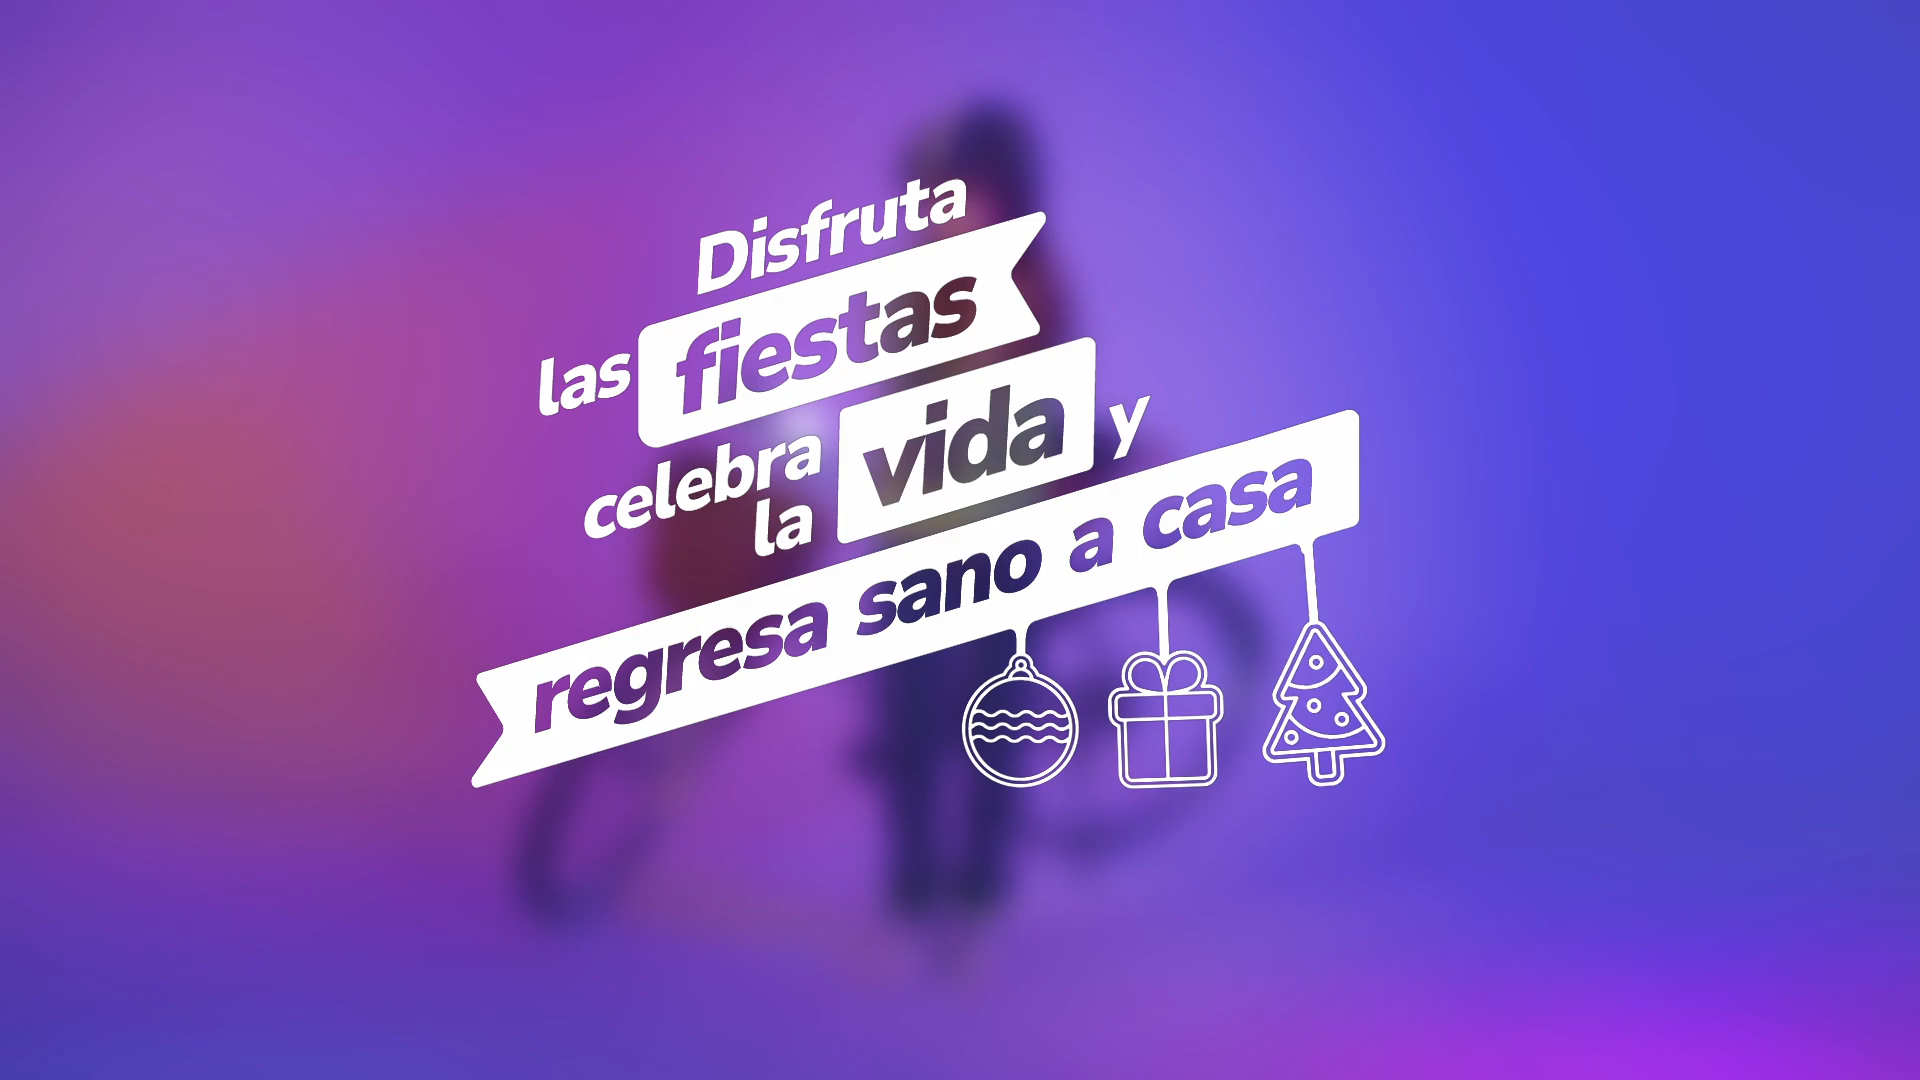 Disfruta
las fiestas
celebra
la vida y
regresa sano a casa